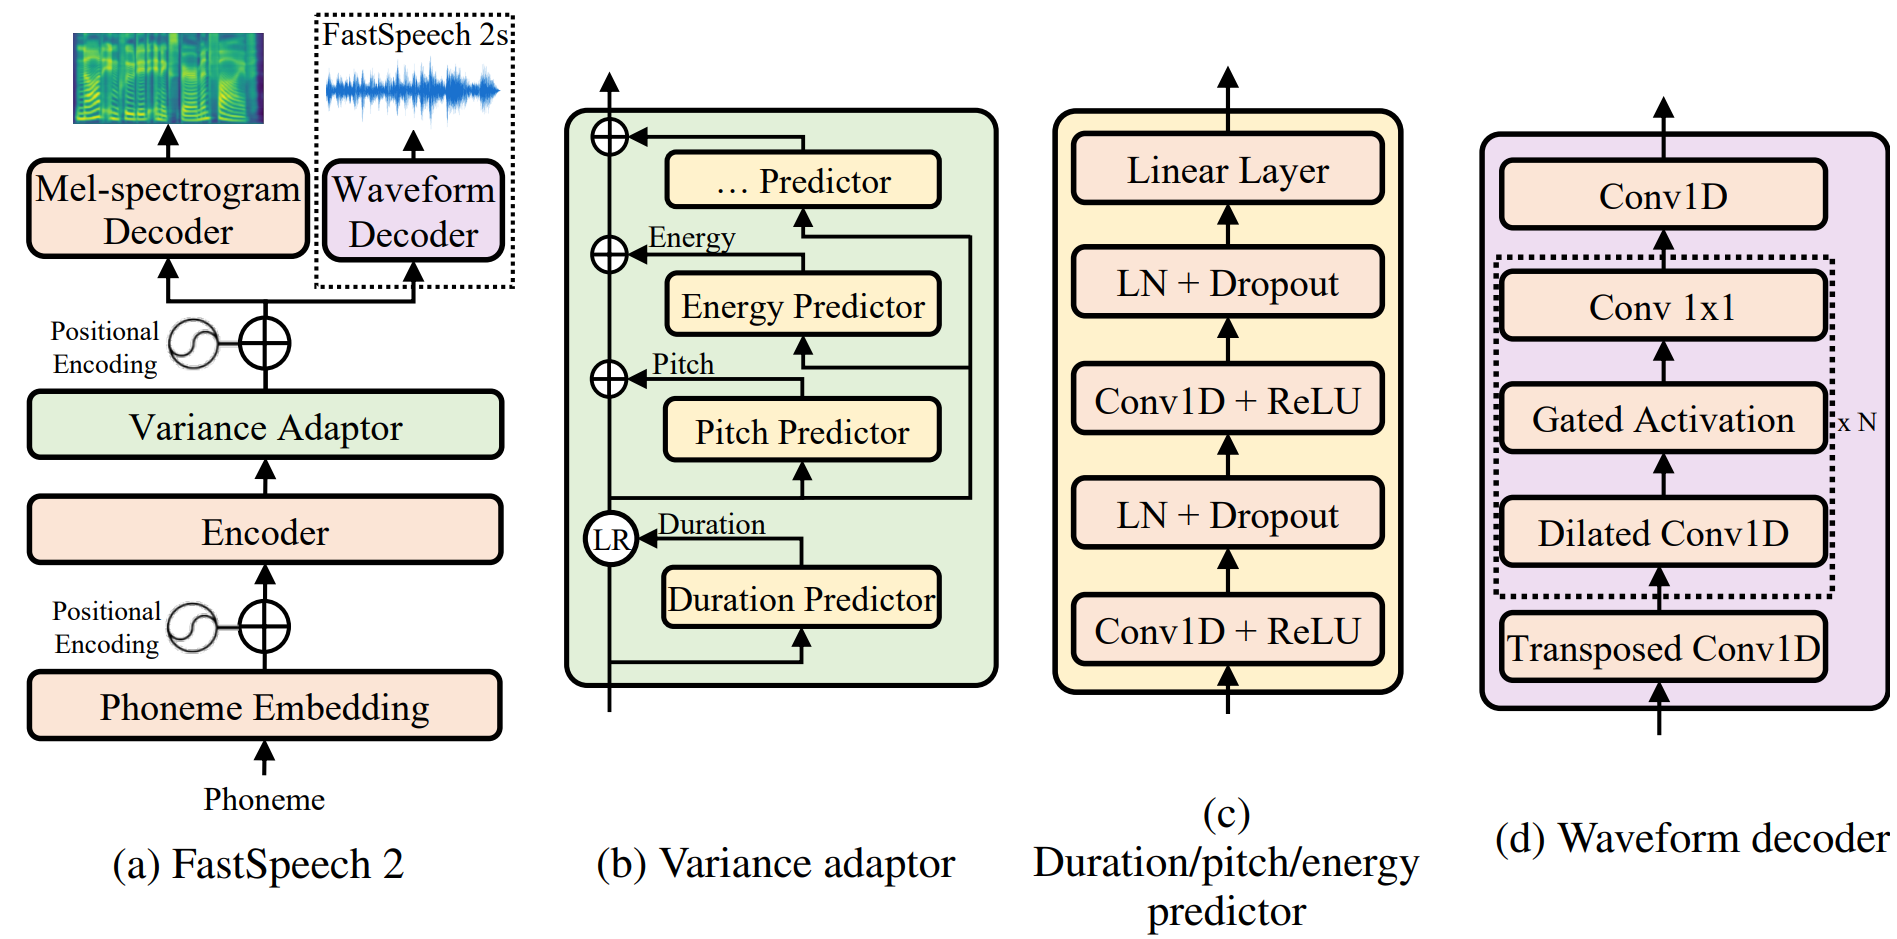 FastSpeech 2s
Mel-spectrogram
Decoder
Waveform
Decoder
Positional
Encoding
Variance Adaptor
Encoder
Positional
Encoding
Phoneme Embedding
Phoneme
(a) FastSpeech 2
... Predictor
Energy
Energy Predictor
Pitch
Pitch Predictor
Duration
LR
Duration Predictor
(b) Variance adaptor
Linear Layer
LN + Dropout
Conv1D + ReLU
LN + Dropout
Conv1D + ReLU
(c)
Duration/pitch/energy
predictor
Conv1D
Conv 1x1
Gated Activation
x N
Dilated Conv1D
Transposed Conv1D
(d) Waveform decoder